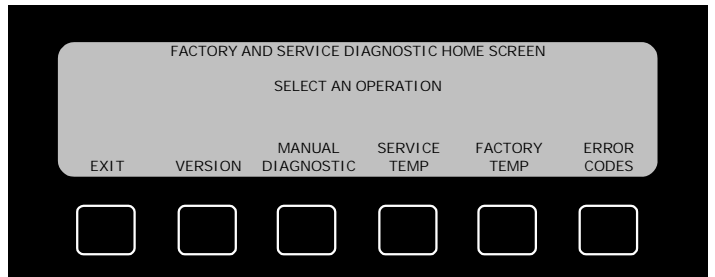 FACTORY AND SERVICE DIAGNOSTIC HOME SCREEN
SELECT AN OPERATION
MANUAL SERVICE FACTORY ERROR
EXIT VERSION DIAGNOSTIC TEMP TEMP CODES